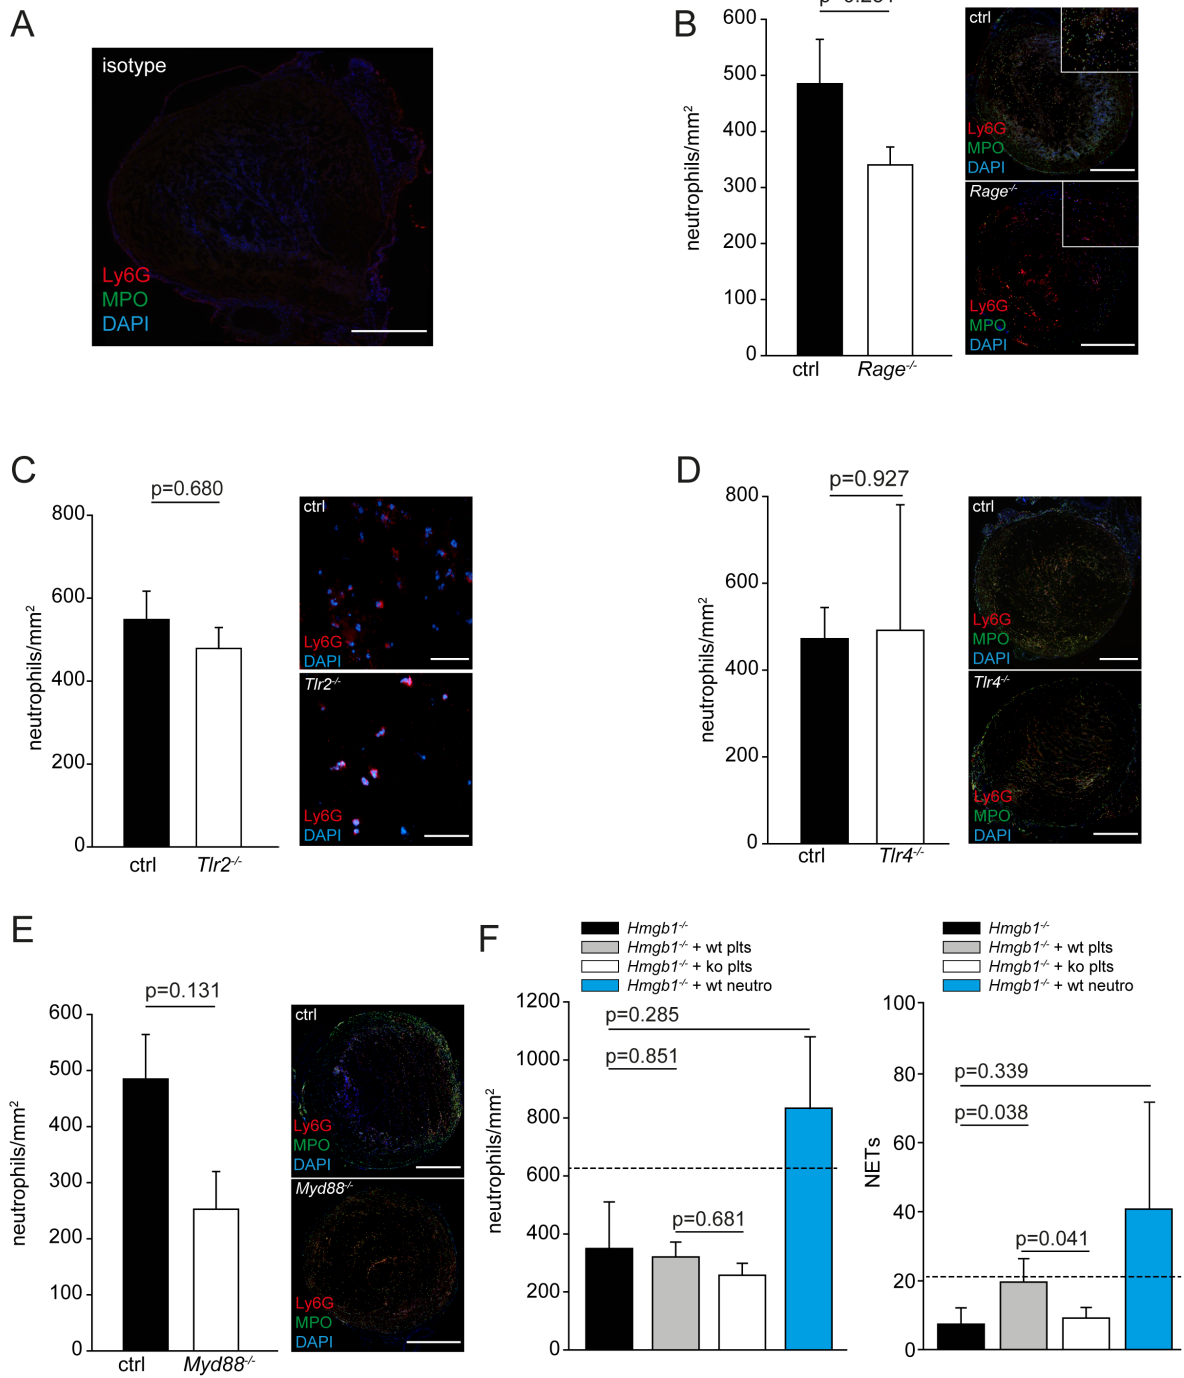 A
isotype
Ly6G
MPO
DAPI
B
600
500
400
300
200
100
0
neutrophils/mm²
ctrl
Rage-/-
ctrl
Ly6G
MPO
DAPI
Rage-/-
Ly6G
MPO
DAPI
C
p=0.680
800
600
400
200
0
neutrophils/mm²
ctrl
Tlr2-/-
ctrl
Ly6G
DAPI
Tlr2-/-
Ly6G
DAPI
D
p=0.927
800
600
400
200
0
neutrophils/mm²
ctrl
Tlr4-/-
ctrl
Ly6G
MPO
DAPI
Tlr4-/-
Ly6G
MPO
DAPI
E
p=0.131
600
500
400
300
200
100
0
neutrophils/mm²
ctrl
Myd88-/-
ctrl
Ly6G
MPO
DAPI
Myd88-/-
Ly6G
MPO
DAPI
F
Hmgb1-/-
Hmgb1-/- + wt plts
Hmgb1-/- + ko plts
Hmgb1-/- + wt neutro
1200
1000
800
600
400
200
0
neutrophils/mm²
p=0.285
p=0.851
p=0.681
Hmgb1-/-
Hmgb1-/- + wt plts
Hmgb1-/- + ko plts
Hmgb1-/- + wt neutro
100
80
60
40
20
0
NETs
p=0.339
p=0.038
p=0.041